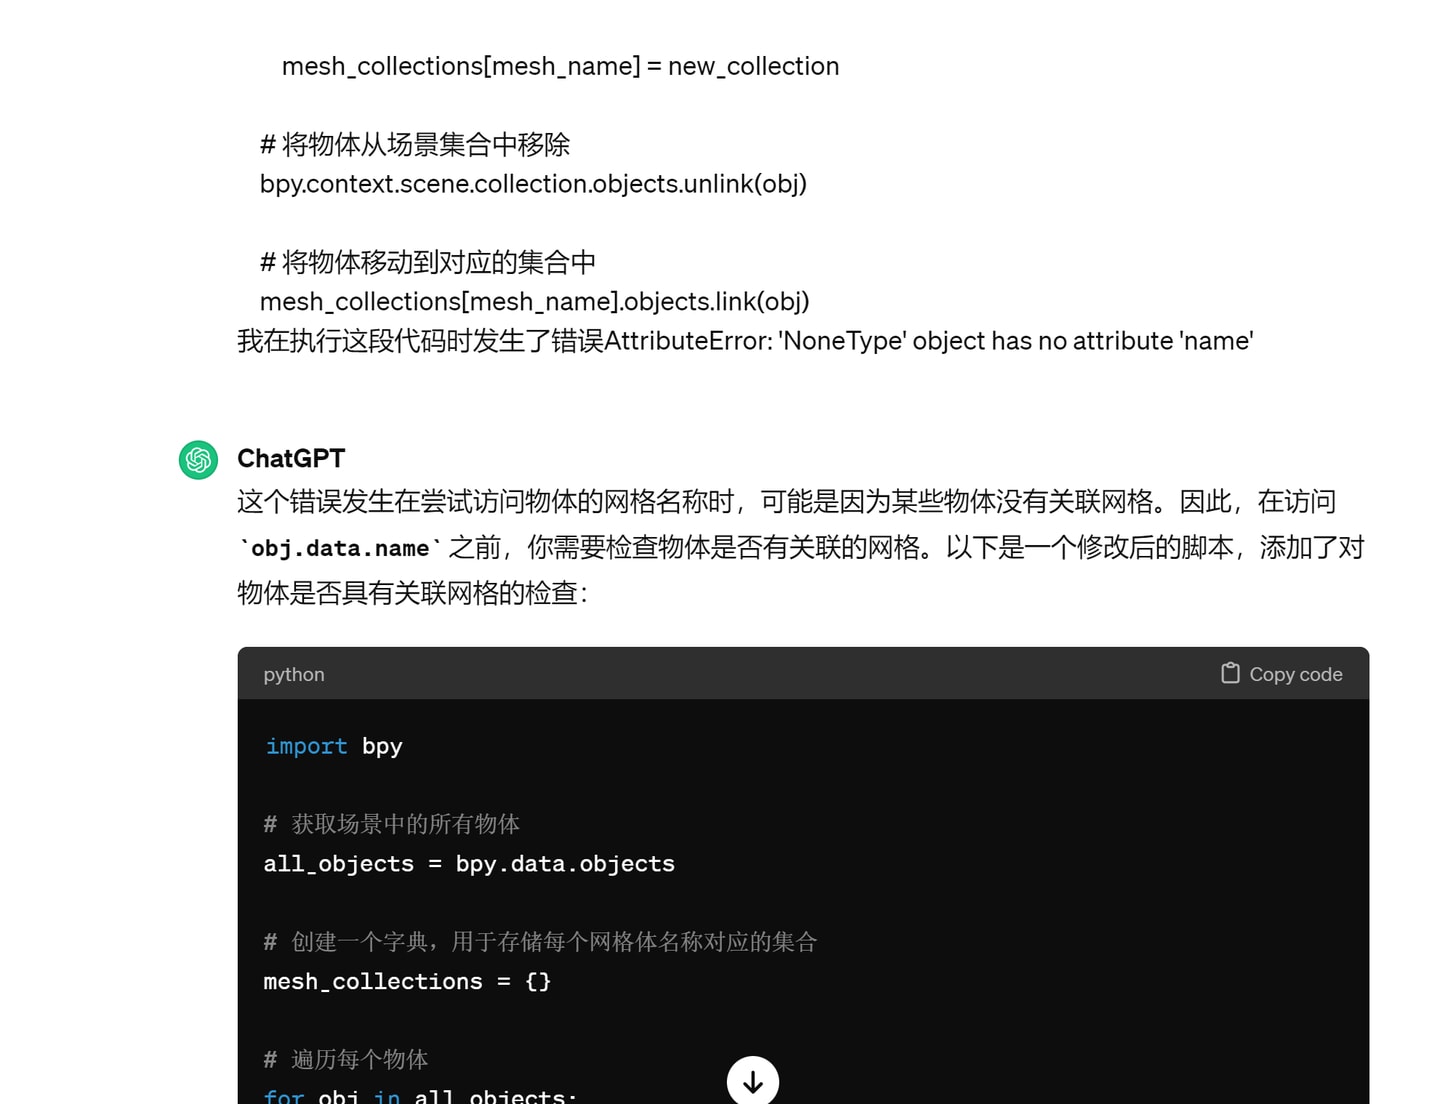 mesh_collections[mesh_name] = new_collection
# 将物体从场景集合中移除
bpy.context.scene.collection.objects.unlink(obj)
# 将物体移动到对应的集合中
mesh_collections[mesh_name].objects.link(obj)
我在执行这段代码时发生了错误AttributeError: 'NoneType' object has no attribute 'name'
ChatGPT
这个错误发生在尝试访问物体的网格名称时，可能是因为某些物体没有关联网格。因此，在访问
`obj.data.name` 之前，你需要检查物体是否有关联的网格。以下是一个修改后的脚本，添加了对
物体是否具有关联网格的检查：
python
Copy code
import bpy
# 获取场景中的所有物体
all_objects = bpy.data.objects
# 创建一个字典，用于存储每个网格体名称对应的集合
mesh_collections = {}
# 遍历每个物体
for obj in all_objects: